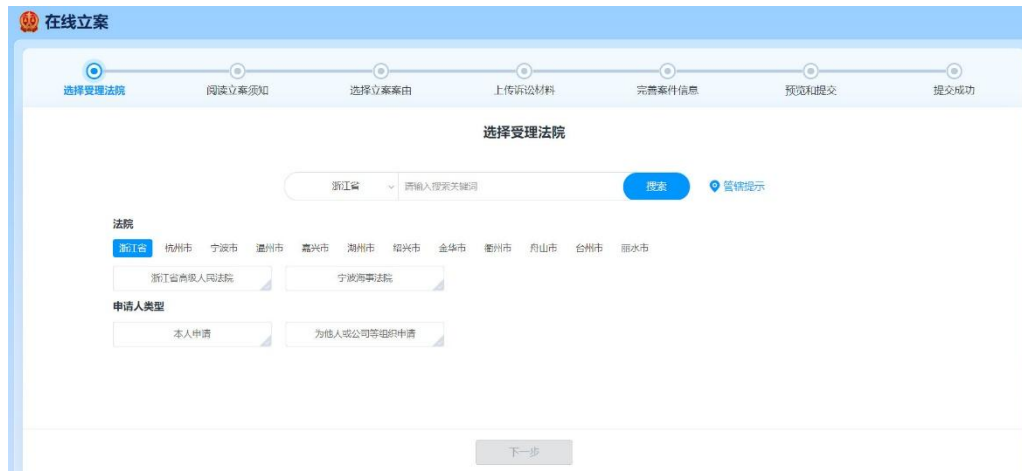 在线立案
选择受理法院 阅读立案须知 选择立案案由 上传诉讼材料 完善案件信息 预览和提交 提交成功
选择受理法院
浙江省 请输入搜索关键词 搜索 管辖提示
法院
浙江省 杭州市 宁波市 温州市 嘉兴市 湖州市 绍兴市 金华市 衢州市 舟山市 台州市 丽水市
浙江省高级人民法院 宁波海事法院
申请人类型
本人申请 为他人或公司等组织申请
下一步